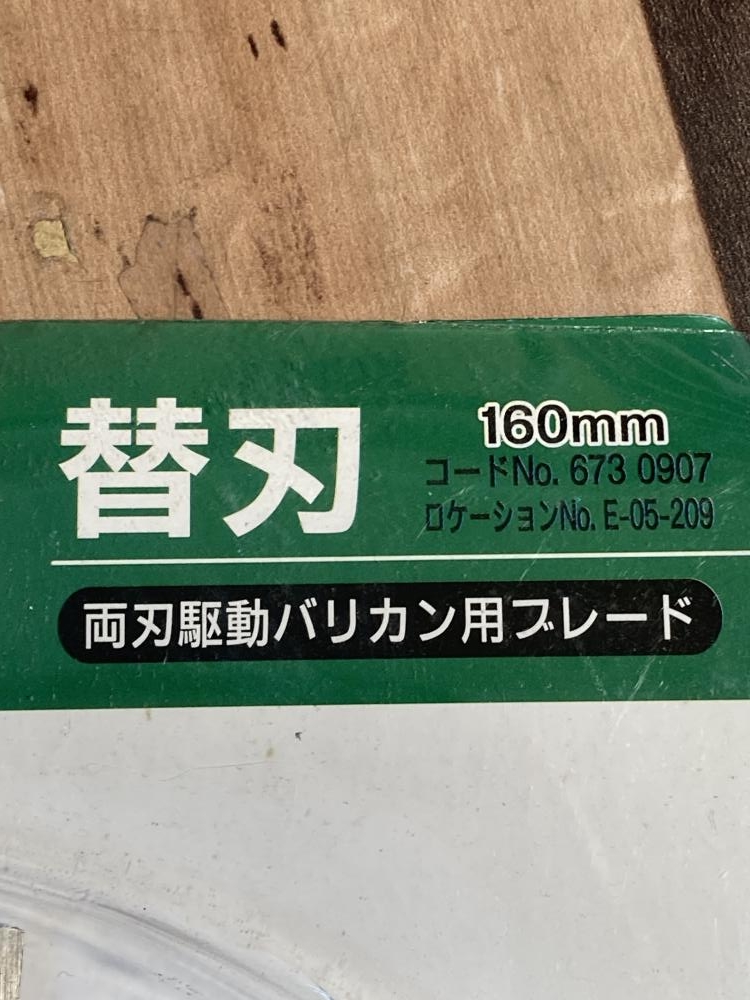 替刃
160mm
コードNo. 673 0907
ロケーションNo. E-05-209
両刃駆動バリカン用ブレード